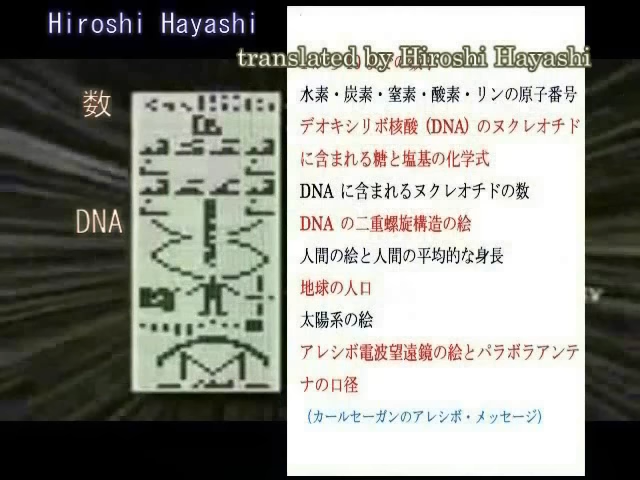 Hiroshi Hayashi
translated by Hiroshi Hayashi
数
DNA
水素・炭素・窒素・酸素・リンの原子番号
デオキシリボ核酸 (DNA) のヌクレオチド
に含まれる糖と塩基の化学式
DNA に含まれるヌクレオチドの数
DNA の二重螺旋構造の絵
人間の絵と人間の平均的な身長
地球の人口
太陽系の絵
アレシボ電波望遠鏡の絵とパラボラアンテ
ナの口径
(カールセーガンのアレシボ・メッセージ)